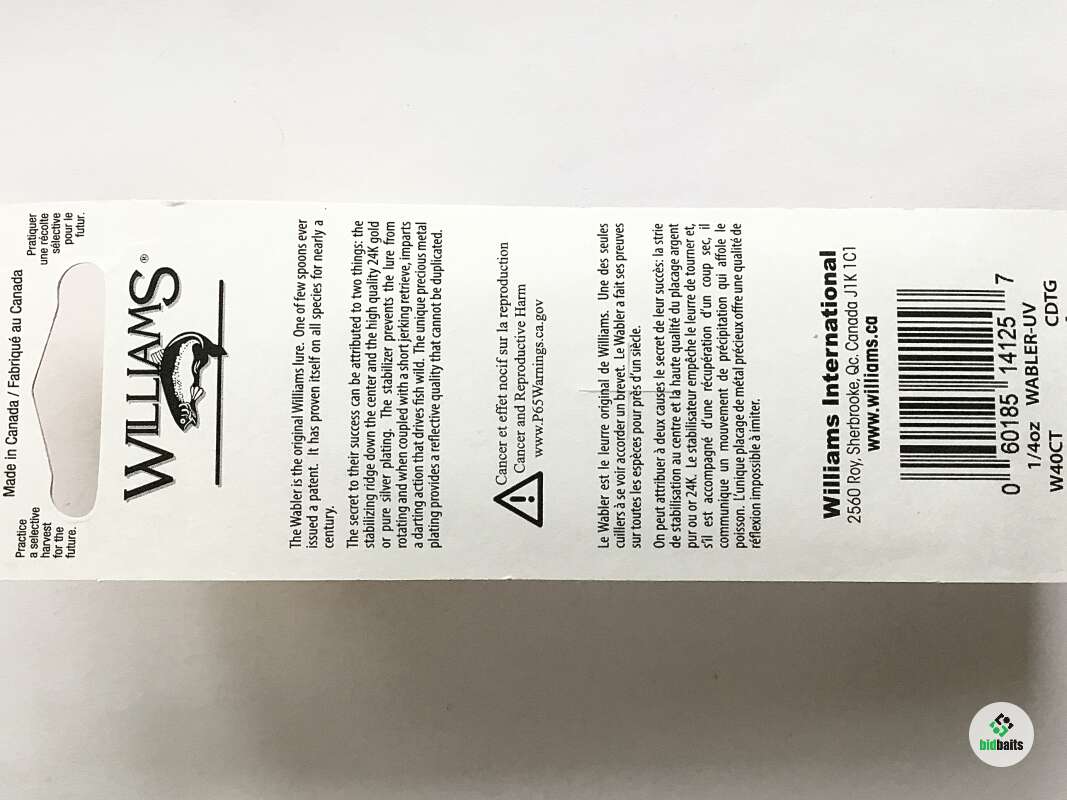 Made in Canada / Fabriqué au Canada
Practice
a selective
harvest
for the
future.
Pratiquer
une récolte
sélective
pour le
futur.
WILLIAMS®
The Wabler is the original Williams lure. One of few spoons ever
issued a patent. It has proven itself on all species for nearly a
century.
The secret to their success can be attributed to two things: the
stabilizing ridge down the center and the high quality 24K gold
or pure silver plating. The stabilizer prevents the lure from
rotating and when coupled with a short jerking retrieve, imparts
a darting action that drives fish wild. The unique precious metal
plating provides a reflective quality that cannot be duplicated.
Cancer et effet nocif sur la reproduction
Cancer and Reproductive Harm
www.P65Warnings.ca.gov
Le Wabler est le leurre original de Williams. Une des seules
cuillers à se voir accorder un brevet. Le Wabler a fait ses preuves
sur toutes les espèces pour près d'un siècle.
On peut attribuer à deux causes le secret de leur succès: la strie
de stabilisation au centre et la haute qualité du placage argent
pur ou or 24K. Le stabilisateur empêche le leurre de tourner et,
s'il est accompagné d'une récupération d'un coup sec, il
communique un mouvement de précipitation qui affole le
poisson. L'unique placage de métal précieux offre une qualité de
réflexion impossible à imiter.
Williams International
2560 Roy, Sherbrooke, Qc. Canada J1K 1C1
www.williams.ca
0 60185 14125 7
1/4oz WABLER-UV
W40CT CDTG
bidbaits